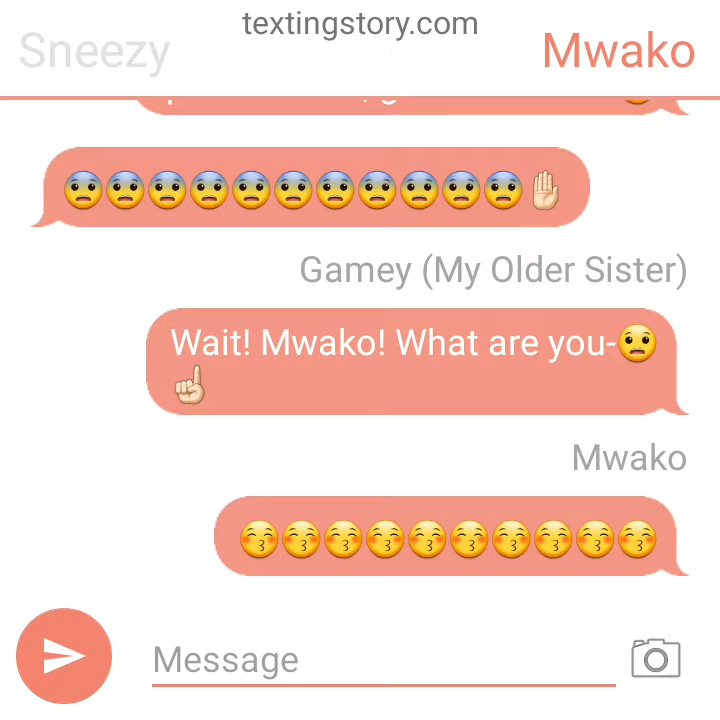 textingstory.com
Sneezy
Mwako
😨😨😨😨😨😨😨😨😨😨😨✋🏻
Gamey (My Older Sister)
Wait! Mwako! What are you-😟
☝🏻
Mwako
😚😚😚😚😚😚😚😚😚😚
Message